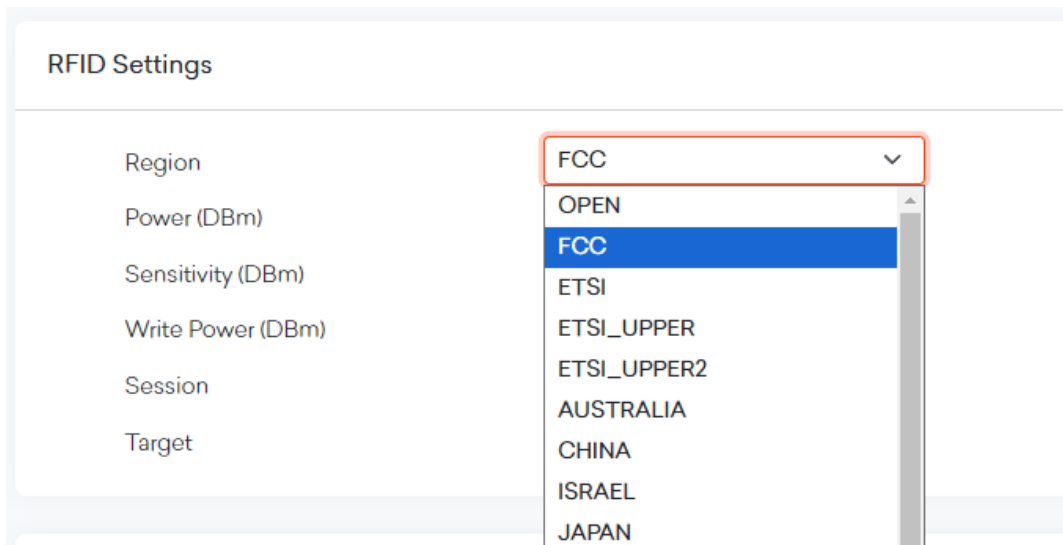 RFID Settings
Region
FCC
Power (DBm)
Sensitivity (DBm)
Write Power (DBm)
Session
Target
OPEN
FCC
ETSI
ETSI_UPPER
ETSI_UPPER2
AUSTRALIA
CHINA
ISRAEL
JAPAN